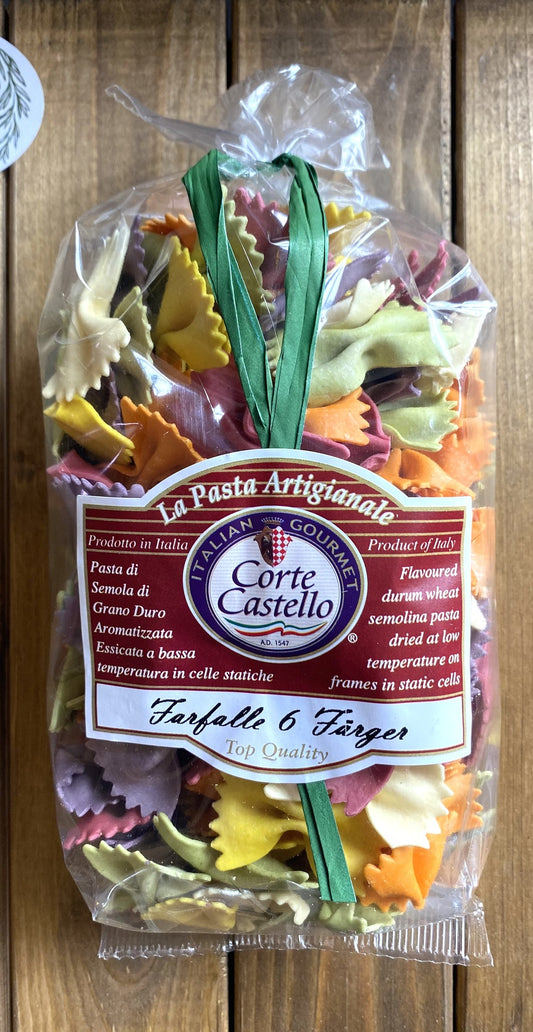 La Pasta Artigianale
Prodotto in Italia
Product of Italy
ITALIAN GOURMET
Corte
Castello
A.D. 1547
®
Pasta di
Semola di
Grano Duro
Aromatizzata
Essicata a bassa
temperatura in celle statiche
Flavoured
durum wheat
semolina pasta
dried at low
temperature on
frames in static cells
Farfalle 6 Färger
Top Quality